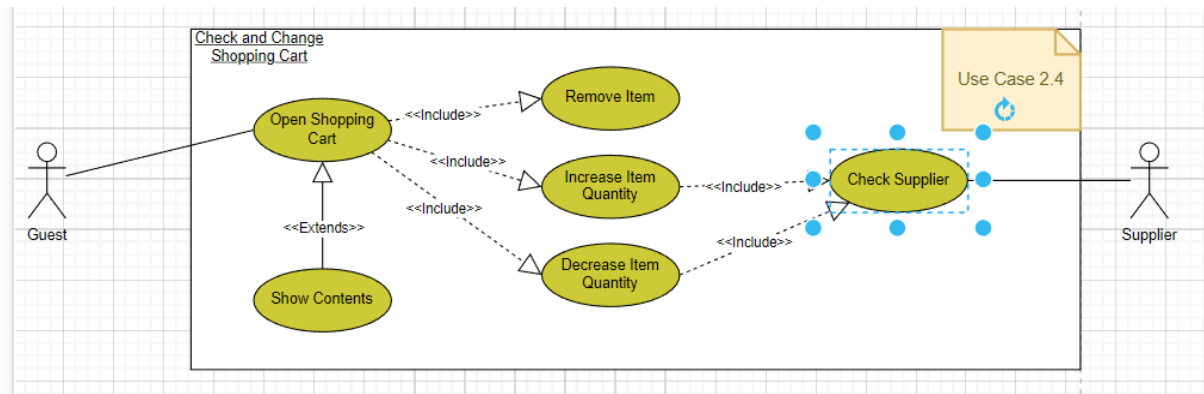 Check and Change
Shopping Cart
Use Case 2.4
Remove Item
<<Include>>
Open Shopping
Cart
<<Include>>
Increase Item
Quantity
<<Include>>
Check Supplier
<<Include>>
Guest
<<Extends>>
Supplier
<<Include>>
Decrease Item
Quantity
Show Contents